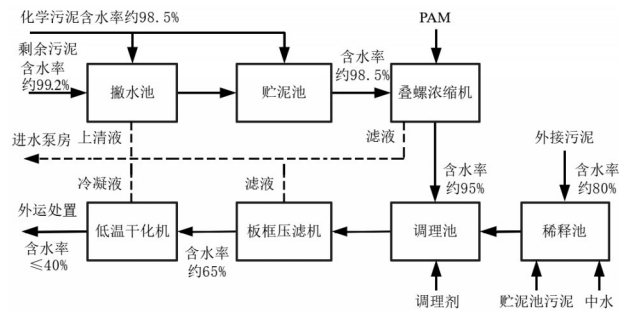 化学污泥含水率约98.5%
PAM
剩余污泥
含水率
约99.2%
含水率
约98.5%
撇水池
贮泥池
叠螺浓缩机
进水泵房
上清液
滤液
外接污泥
冷凝液
滤液
含水率
约95%
含水率
约80%
外运处置
含水率
≤40%
低温干化机
含水率
约65%
板框压滤机
调理池
稀释池
调理剂
贮泥池污泥
中水